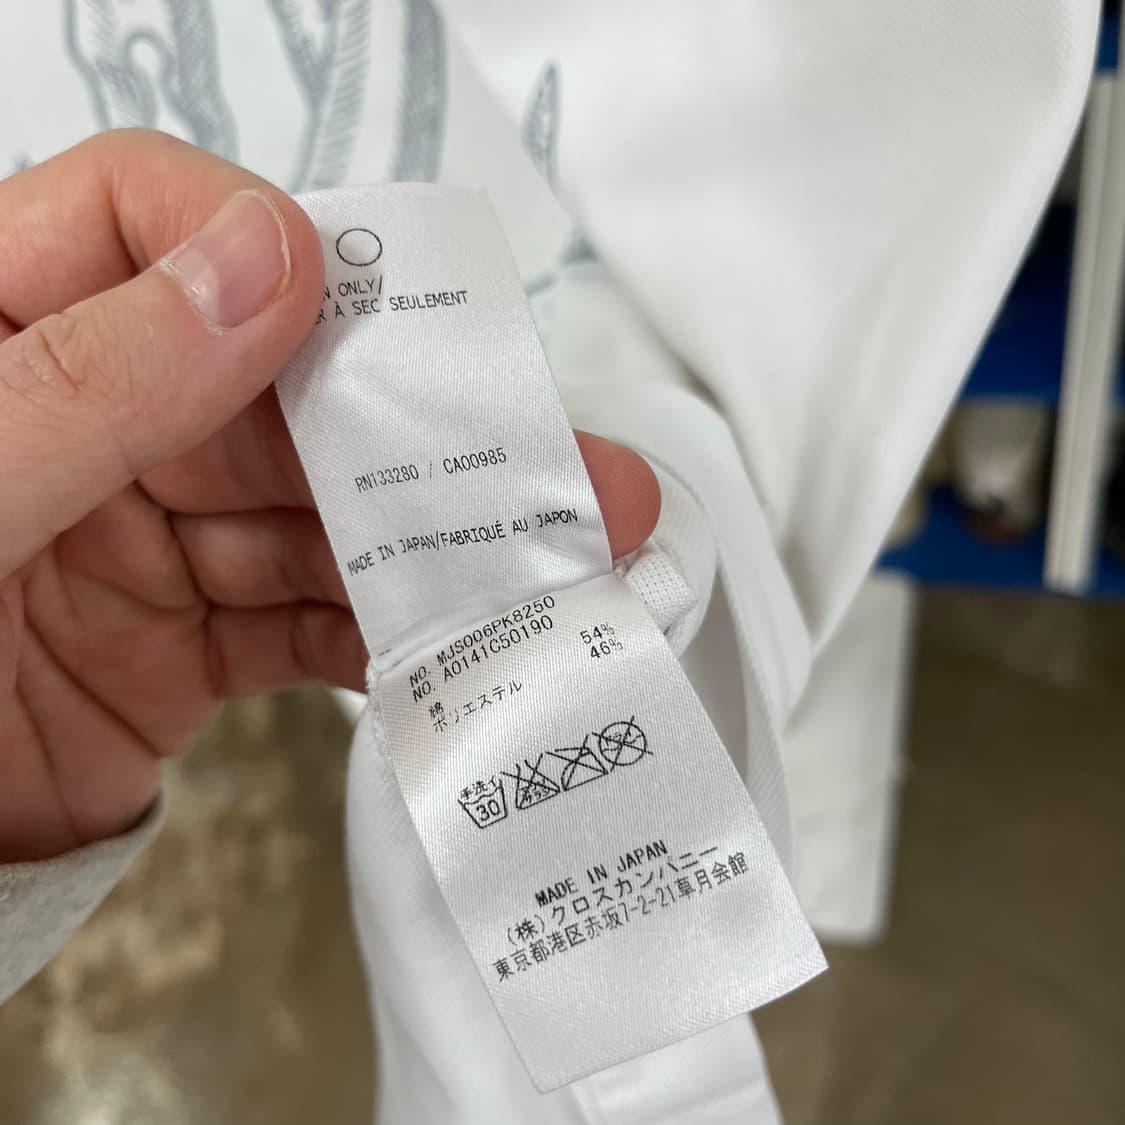 ONLY/
À SEC SEULEMENT
RN133280 / CA00985
MADE IN JAPAN/FABRIQUÉ AU JAPON
NO. MJS006PK8250
NO. A0141C50190
綿 54%
ポリエステル 46%
手洗イ
30
MADE IN JAPAN
(株)クロスカンパニー
東京都港区赤坂7-2-21草月会館